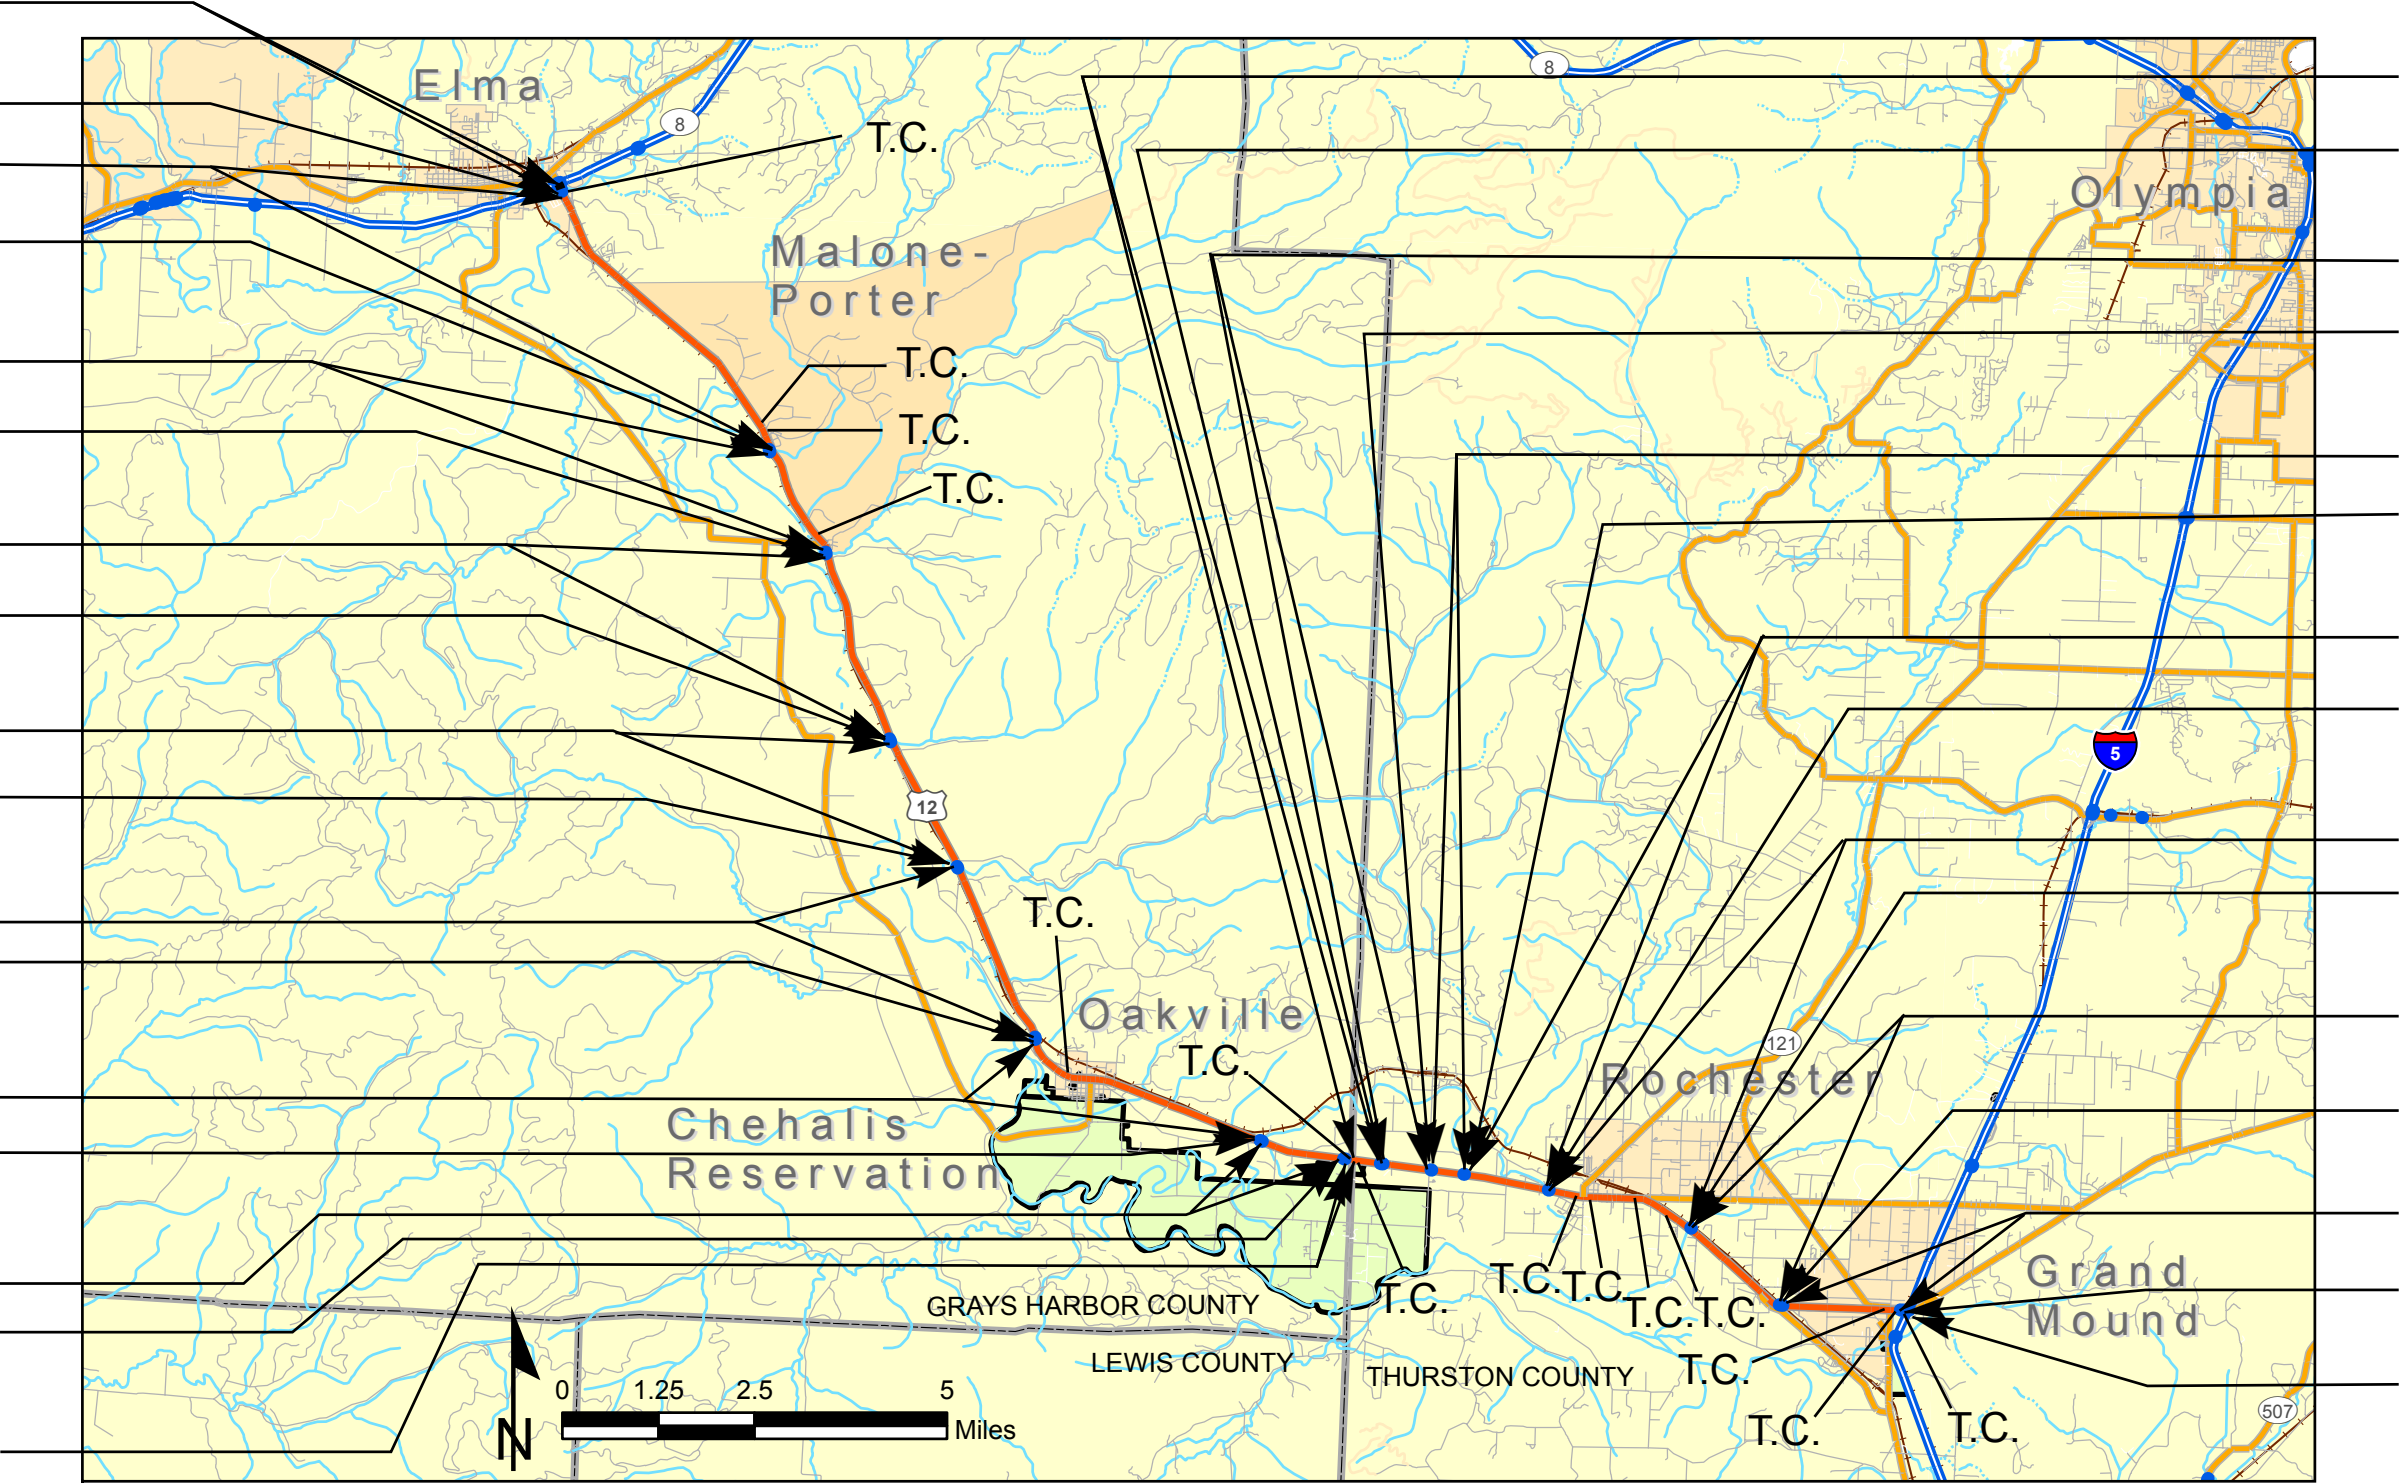 8
Elma
8
T.C.
Olympia
Malone-
Porter
T.C.
T.C.
T.C.
5
12
T.C.
Oakville
T.C.
121
Rochester
Chehalis
Reservation
T.C.
T.C.
T.C.
T.C.
T.C.
T.C.
Grand
Mound
GRAYS HARBOR COUNTY
LEWIS COUNTY
THURSTON COUNTY
T.C.
0 1.25 2.5 5
Miles
N
T.C.
T.C.
507